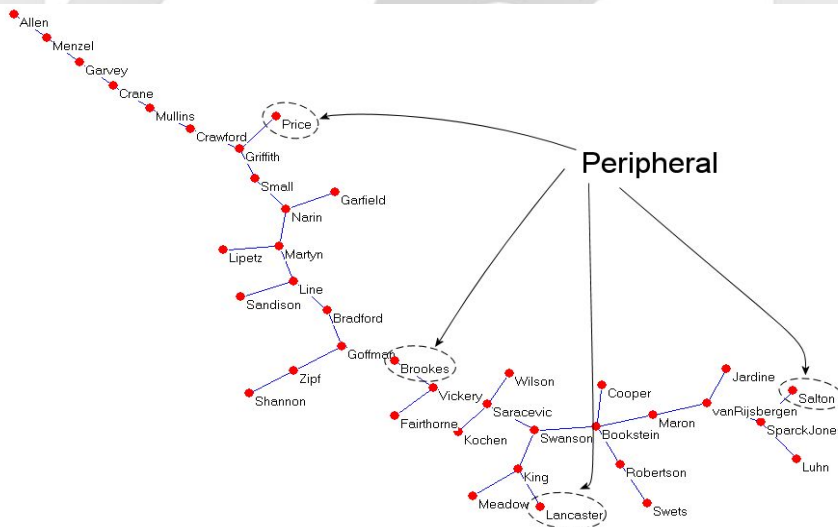 Allen
Menzel
Garvey
Crane
Mullins
Crawford
Price
Griffith
Peripheral
Small
Garfield
Narin
Lipetz
Martyn
Line
Sandison
Bradford
Goffman
Brookes
Zipf
Shannon
Vickery
Wilson
Jardine
Cooper
Salton
Fairthorne
Saracevic
vanRijsbergen
Maron
SparckJone
Kochen
Swanson
Bookstein
Luhn
King
Robertson
Meadow
Lancaster
Swets